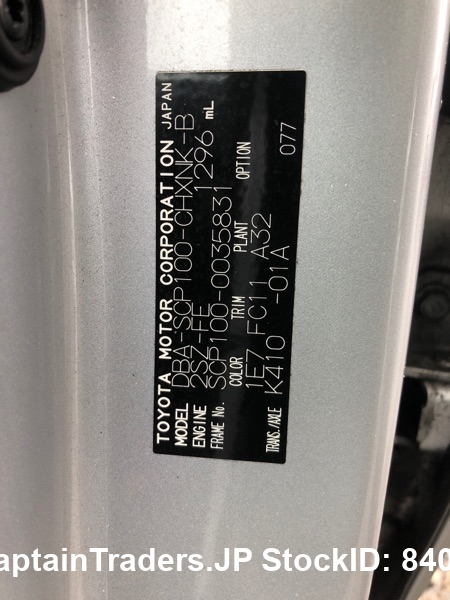 TOYOTA MOTOR CORPORATION JAPAN
MODEL DBA-SCP100-CHXNK-B
ENGINE 2SZ-FE 1296 mL
FRAME No. SCP100-0035831
COLOR TRIM PLANT OPTION
1E7 FC11 A32 077
TRANS./AXLE K410 -01A
aptainTraders.JP StockID: 840